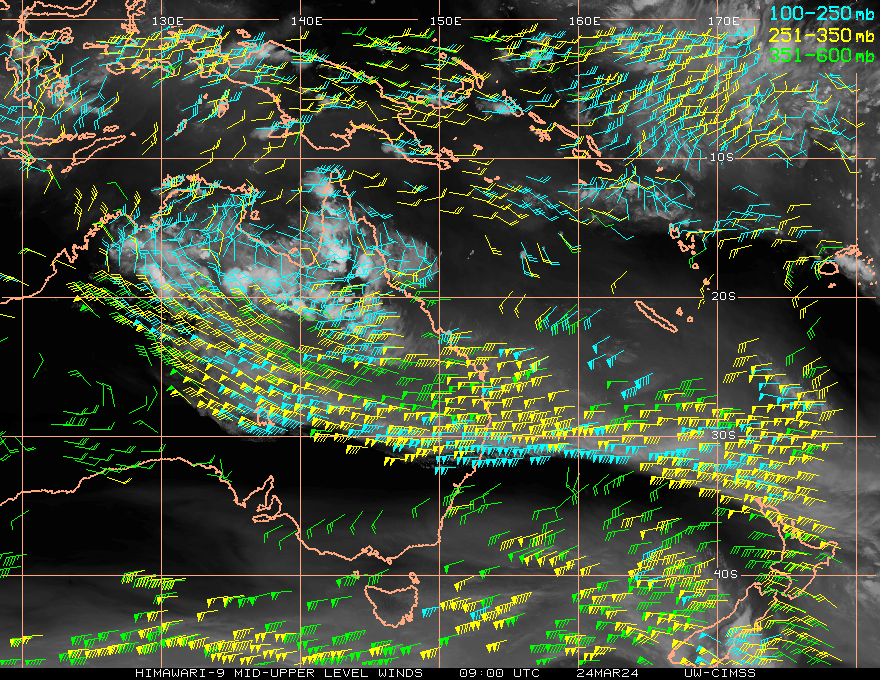 130E 140E 150E 160E 170E
100-250mb
251-350mb
351-600mb
10S
20S
30S
40S
HIMAWARI-9 MID-UPPER LEVEL WINDS 09:00 UTC 24MAR24 UW-CIMSS